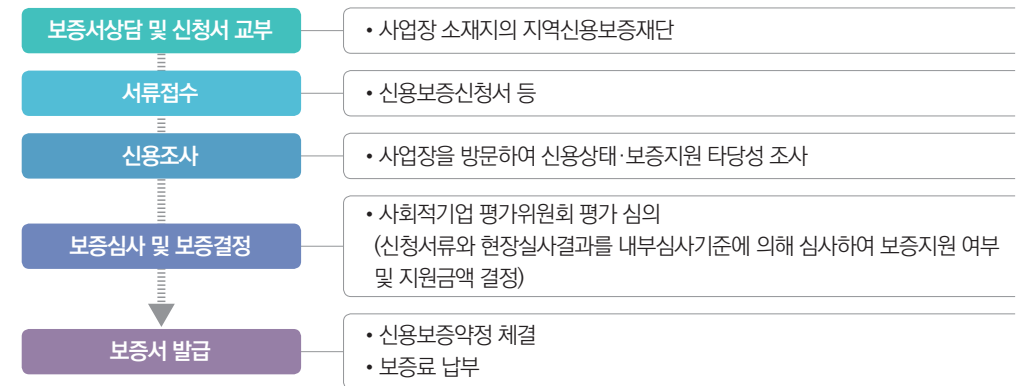 보증서상담 및 신청서 교부
• 사업장 소재지의 지역신용보증재단
서류접수
• 신용보증신청서 등
신용조사
• 사업장을 방문하여 신용상태·보증지원 타당성 조사
보증심사 및 보증결정
• 사회적기업 평가위원회 평가 심의
(신청서류와 현장실사결과를 내부심사기준에 의해 심사하여 보증지원 여부
및 지원금액 결정)
보증서 발급
• 신용보증약정 체결
• 보증료 납부